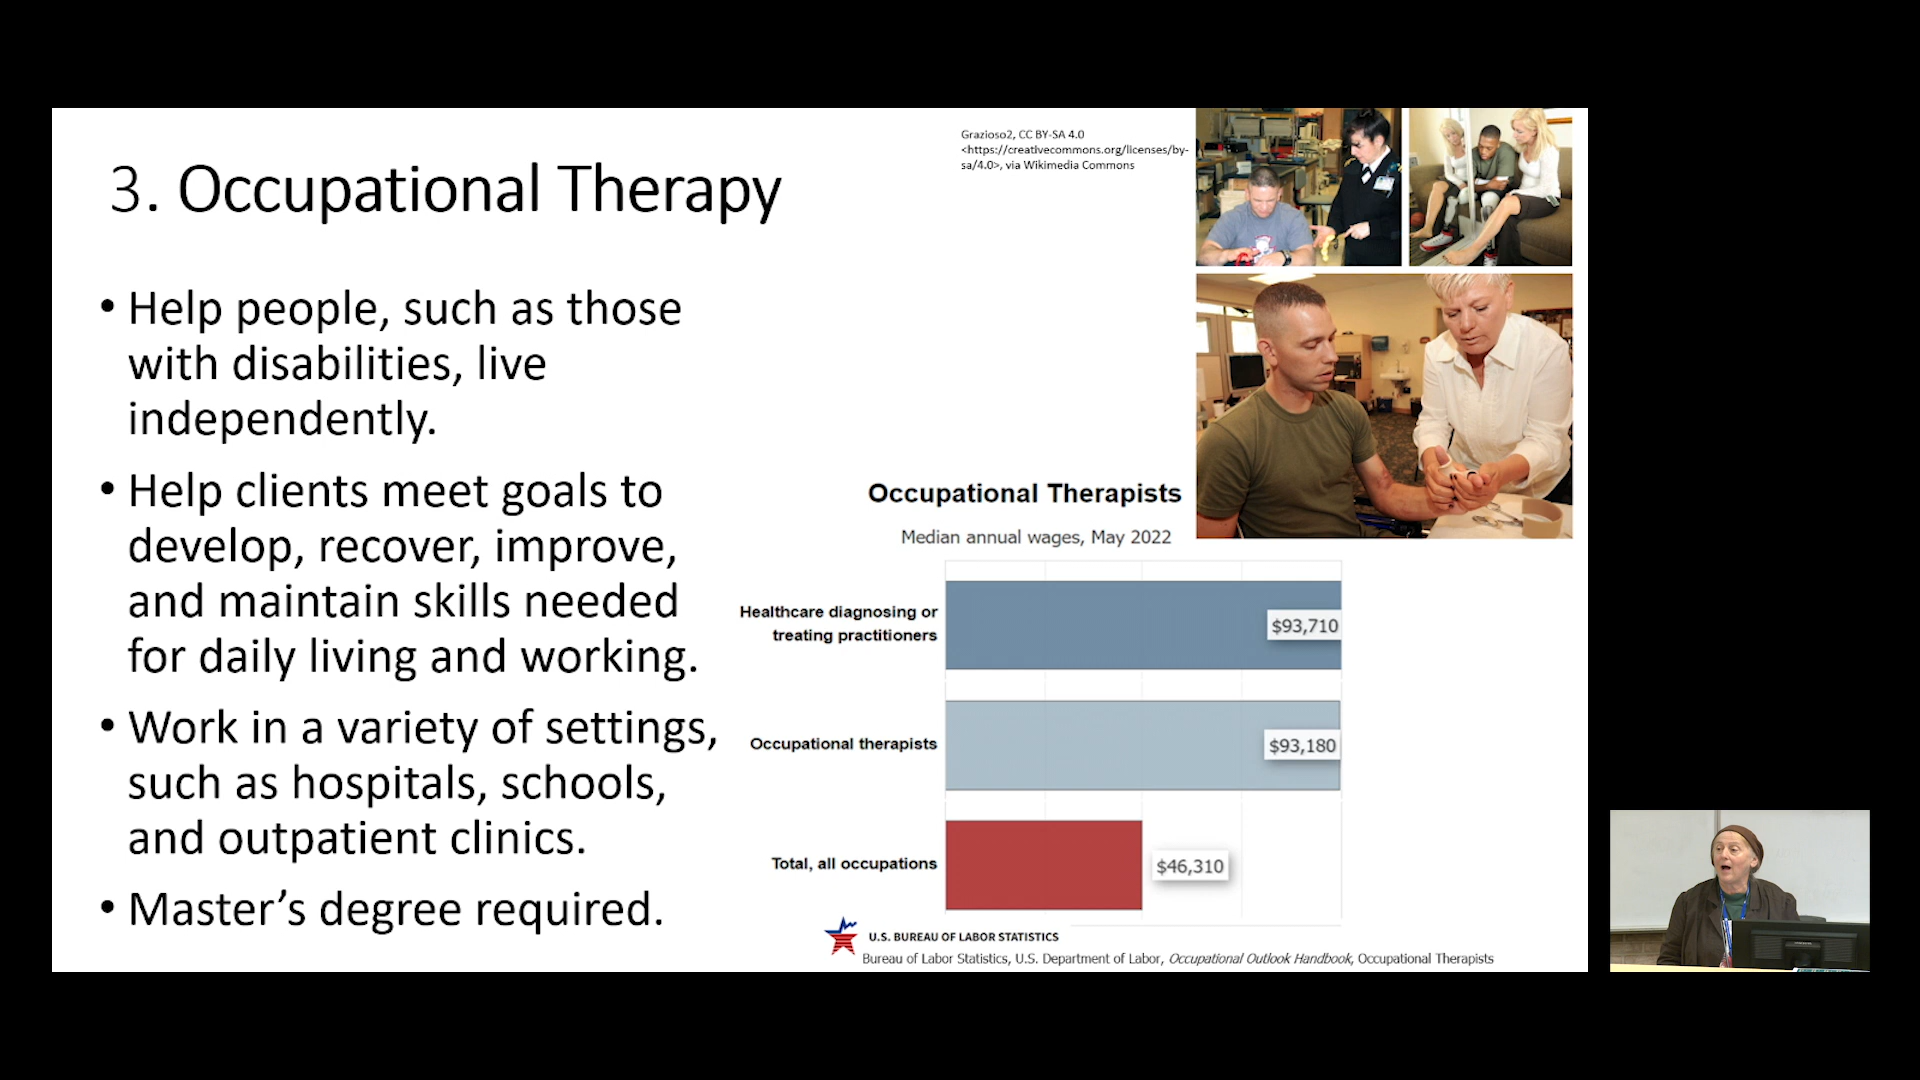 3. Occupational Therapy
Grazioso2, CC BY-SA 4.0
<https://creativecommons.org/licenses/by-
sa/4.0>, via Wikimedia Commons
• Help people, such as those
with disabilities, live
independently.
• Help clients meet goals to
develop, recover, improve,
and maintain skills needed
for daily living and working.
• Work in a variety of settings,
such as hospitals, schools,
and outpatient clinics.
• Master’s degree required.
Occupational Therapists
Median annual wages, May 2022
Healthcare diagnosing or
treating practitioners
$93,710
Occupational therapists
$93,180
Total, all occupations
$46,310
U.S. BUREAU OF LABOR STATISTICS
Bureau of Labor Statistics, U.S. Department of Labor, Occupational Outlook Handbook, Occupational Therapists